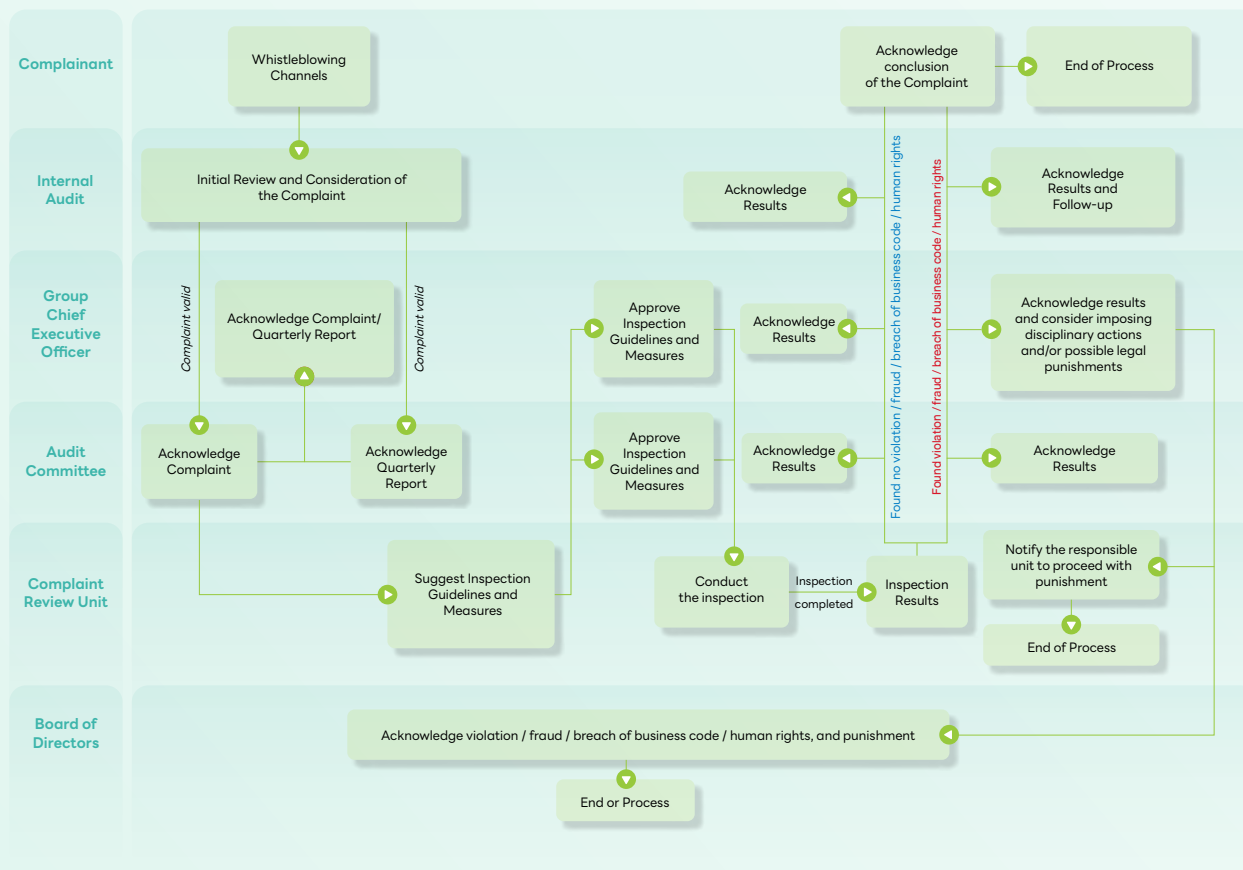 Complainant
Whistleblowing
Channels
Acknowledge
conclusion
of the Complaint
End of Process
Internal
Audit
Initial Review and Consideration of
the Complaint
Acknowledge
Results
Found no violation / fraud / breach of business code / human rights
Found violation / fraud / breach of business code / human rights
Acknowledge
Results and
Follow-up
Group
Chief
Executive
Officer
Complaint valid
Acknowledge Complaint/
Quarterly Report
Complaint valid
Approve
Inspection
Guidelines and
Measures
Acknowledge
Results
Acknowledge results
and consider imposing
disciplinary actions
and/or possible legal
punishments
Audit
Committee
Acknowledge
Complaint
Acknowledge
Quarterly
Report
Approve
Inspection
Guidelines and
Measures
Acknowledge
Results
Acknowledge
Results
Complaint
Review Unit
Suggest Inspection
Guidelines and
Measures
Conduct
the inspection
Inspection
completed
Inspection
Results
Notify the responsible
unit to proceed with
punishment
End of Process
Board of
Directors
Acknowledge violation / fraud / breach of business code / human rights, and punishment
End or Process